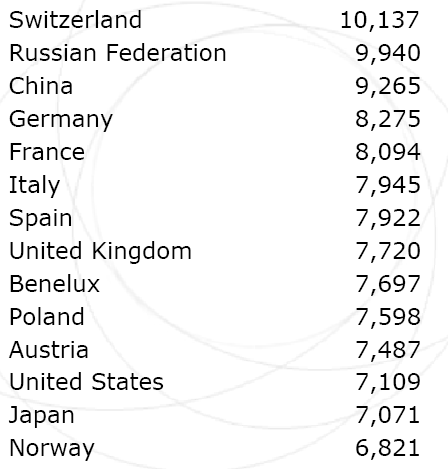 Switzerland 10,137
Russian Federation 9,940
China 9,265
Germany 8,275
France 8,094
Italy 7,945
Spain 7,922
United Kingdom 7,720
Benelux 7,697
Poland 7,598
Austria 7,487
United States 7,109
Japan 7,071
Norway 6,821